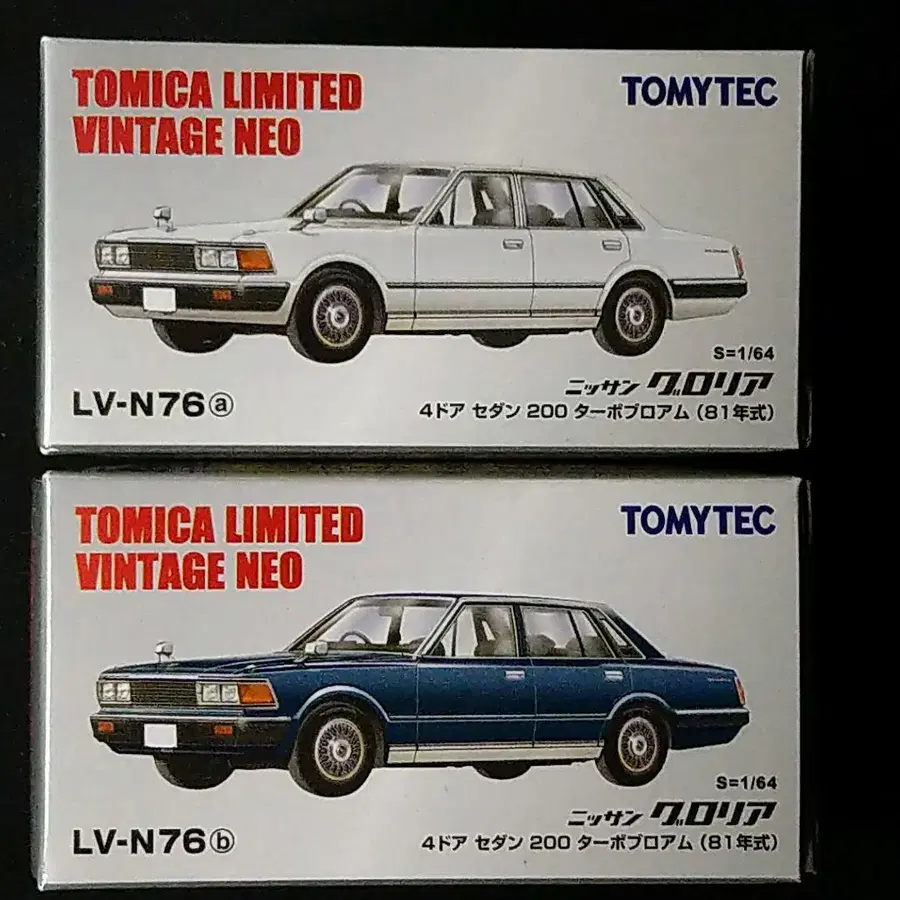 TOMICA LIMITED
VINTAGE NEO
TOMYTEC
S=1/64
ニッサン グロリア
LV-N76ⓐ
4ドア セダン 200 ターボブロアム (81年式)
TOMICA LIMITED
VINTAGE NEO
TOMYTEC
S=1/64
ニッサン グロリア
LV-N76ⓑ
4ドア セダン 200 ターボブロアム (81年式)